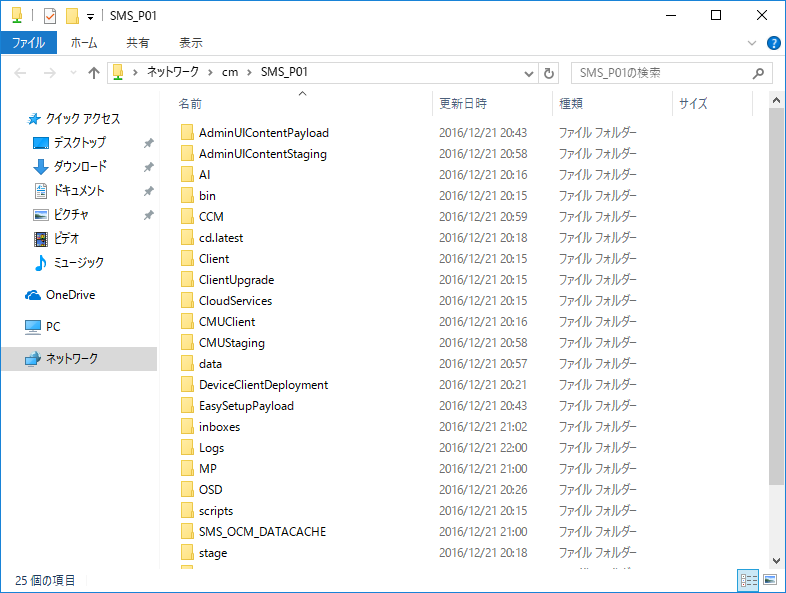 SMS_P01
ファイル ホーム 共有 表示
ネットワーク cm SMS_P01 SMS_P01の検索
名前 更新日時 種類 サイズ
クイック アクセス
デスクトップ
ダウンロード
ドキュメント
ピクチャ
ビデオ
ミュージック
OneDrive
PC
ネットワーク
AdminUIContentPayload 2016/12/21 20:43 ファイル フォルダー
AdminUIContentStaging 2016/12/21 20:58 ファイル フォルダー
AI 2016/12/21 20:16 ファイル フォルダー
bin 2016/12/21 20:15 ファイル フォルダー
CCM 2016/12/21 20:59 ファイル フォルダー
cd.latest 2016/12/21 20:18 ファイル フォルダー
Client 2016/12/21 20:15 ファイル フォルダー
ClientUpgrade 2016/12/21 20:15 ファイル フォルダー
CloudServices 2016/12/21 20:15 ファイル フォルダー
CMUClient 2016/12/21 20:16 ファイル フォルダー
CMUStaging 2016/12/21 20:58 ファイル フォルダー
data 2016/12/21 20:57 ファイル フォルダー
DeviceClientDeployment 2016/12/21 20:21 ファイル フォルダー
EasySetupPayload 2016/12/21 20:43 ファイル フォルダー
inboxes 2016/12/21 21:02 ファイル フォルダー
Logs 2016/12/21 22:00 ファイル フォルダー
MP 2016/12/21 21:00 ファイル フォルダー
OSD 2016/12/21 20:26 ファイル フォルダー
scripts 2016/12/21 20:15 ファイル フォルダー
SMS_OCM_DATACACHE 2016/12/21 21:00 ファイル フォルダー
stage 2016/12/21 20:18 ファイル フォルダー
25 個の項目